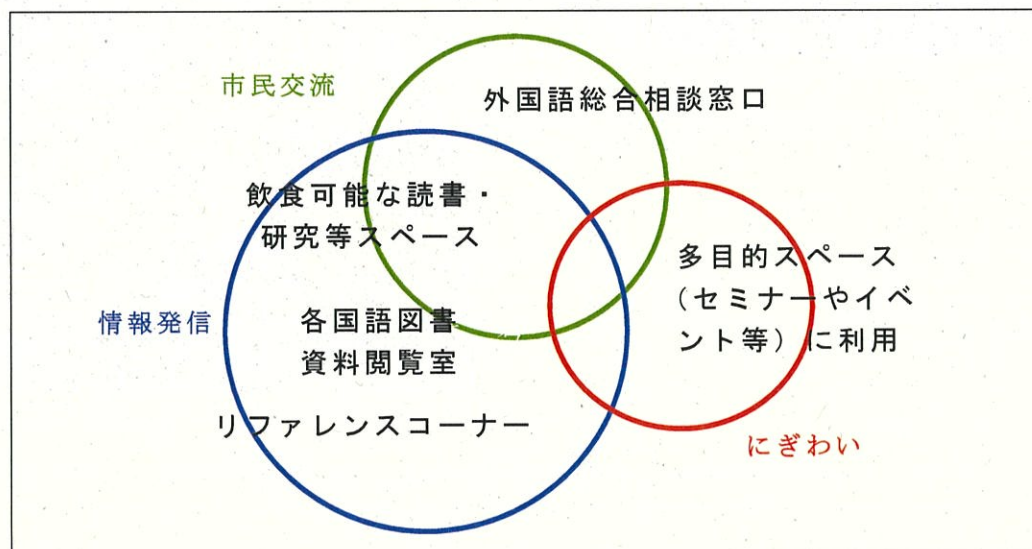 市民交流
外国語総合相談窓口
飲食可能な読書・
研究等スペース
多目的スペース
（セミナーやイベ
ント等）に利用
情報発信
各国語図書
資料閲覧室
リファレンスコーナー
にぎわい